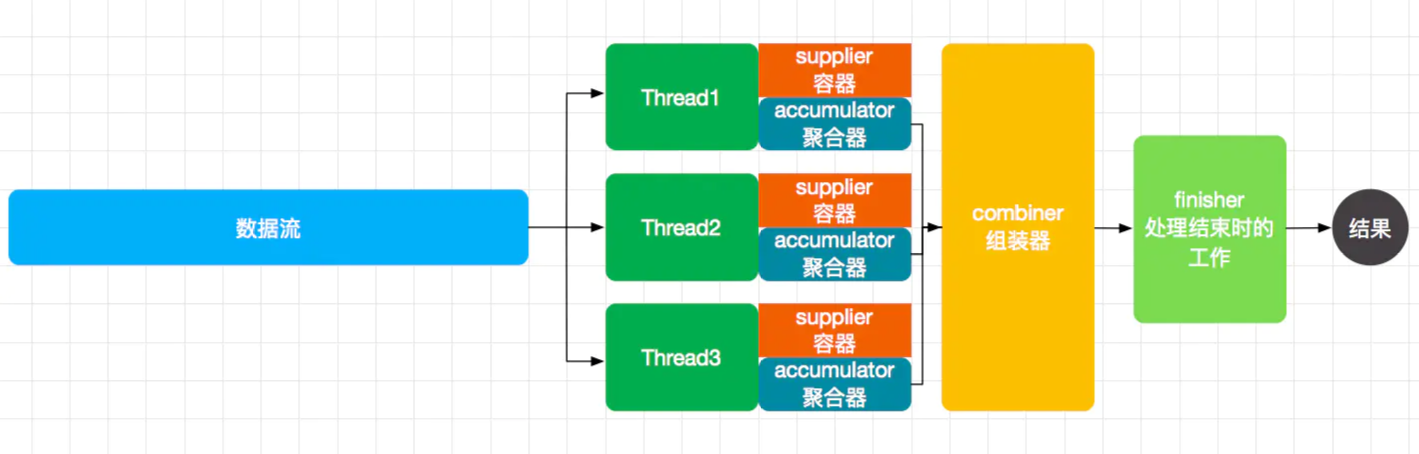 数据流
Thread1
supplier
容器
accumulator
聚合器
Thread2
supplier
容器
accumulator
聚合器
Thread3
supplier
容器
accumulator
聚合器
combiner
组装器
finisher
处理结束时的
工作
结果